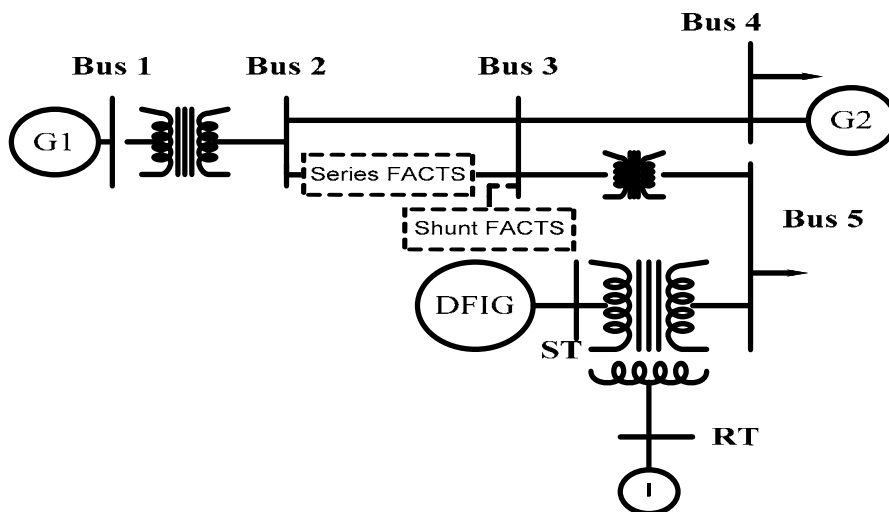 Bus 4
Bus 1
Bus 2
Bus 3
G1
G2
Series FACTS
Shunt FACTS
Bus 5
DFIG
ST
RT
I